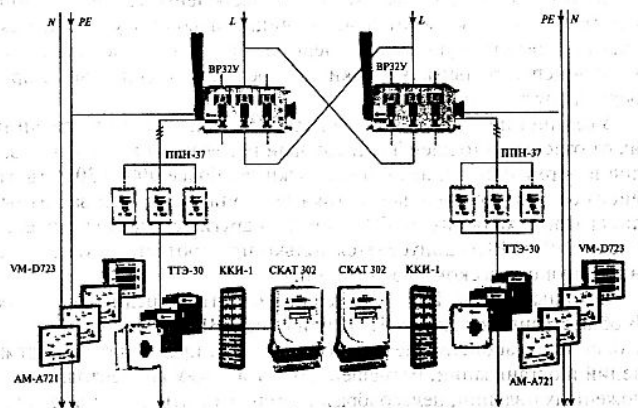 N PE L L PE N
ВР32У ВР32У
ППН-37 ППН-37
VM-D723 ТТЭ-30 ККИ-1 СКАТ 302 СКАТ 302 ККИ-1 ТТЭ-30 VM-D723
AM-A721 AM-A721